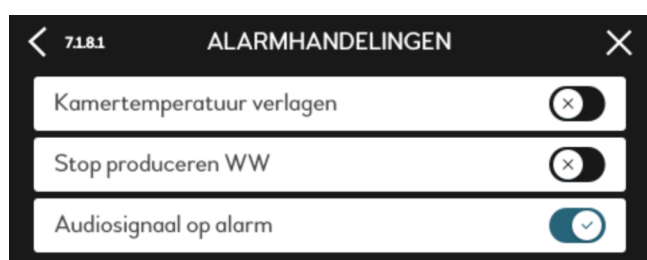 7.1.8.1 ALARMHANDELINGEN
Kamertemperatuur verlagen
Stop produceren WW
Audiosignaal op alarm